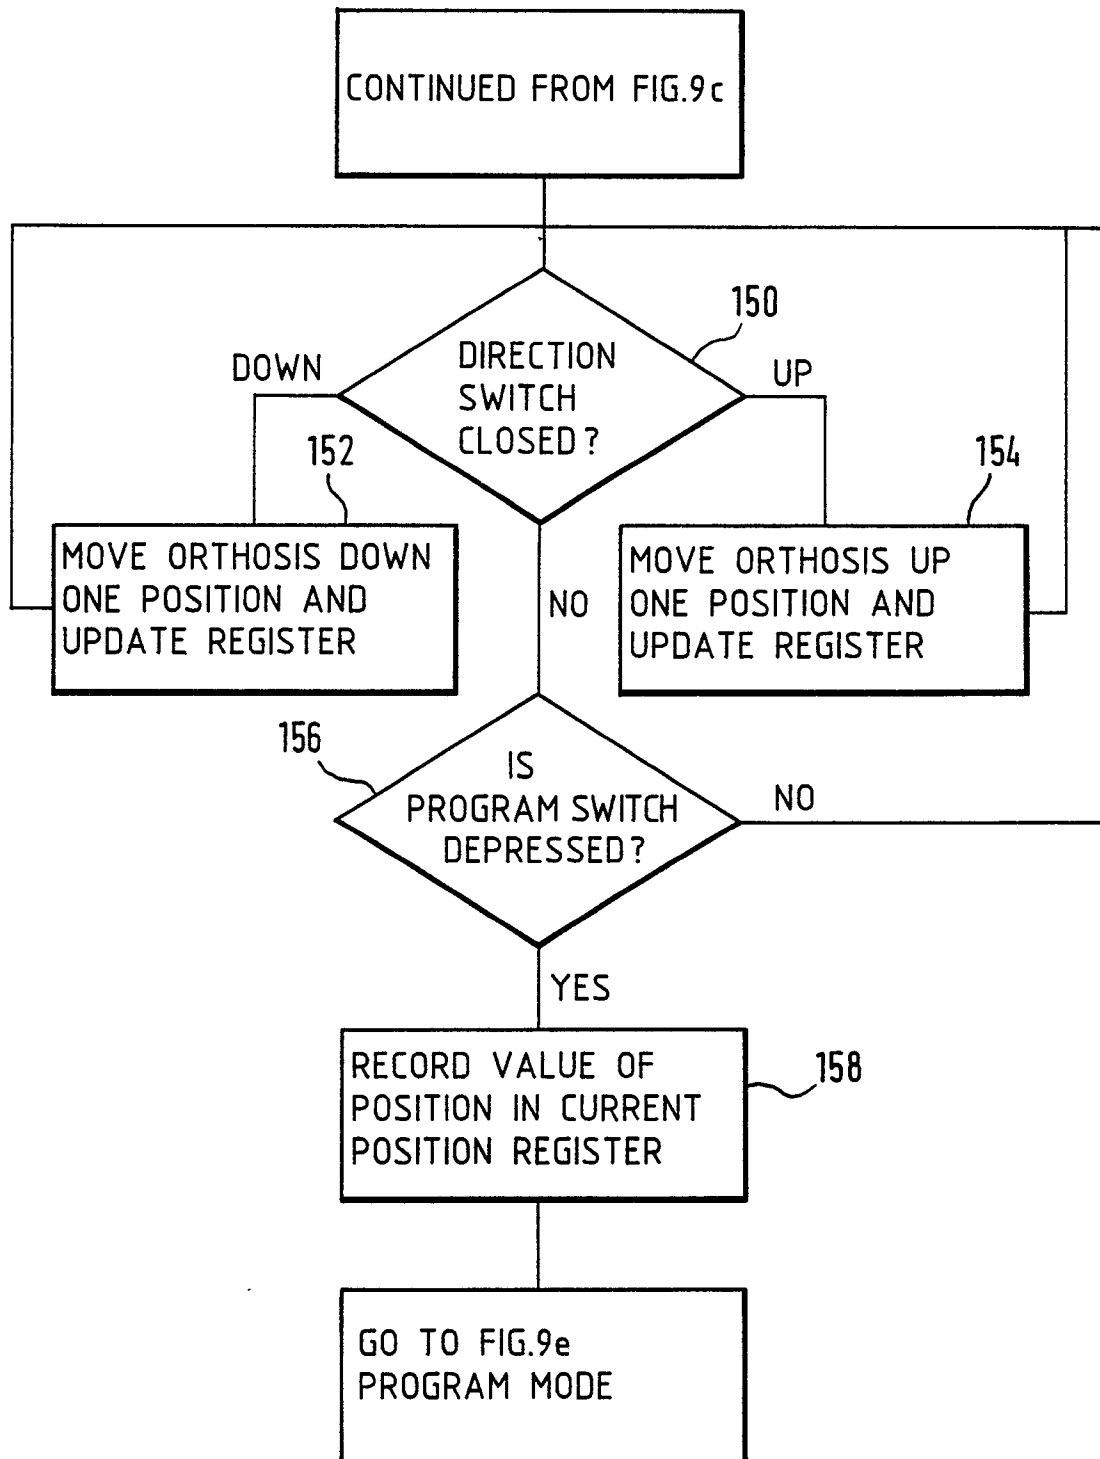 CONTINUED FROM FIG.9c
150
DIRECTION
SWITCH
CLOSED?
DOWN
UP
152
154
MOVE ORTHOSIS DOWN
ONE POSITION AND
UPDATE REGISTER
MOVE ORTHOSIS UP
ONE POSITION AND
UPDATE REGISTER
NO
156
IS
PROGRAM SWITCH
DEPRESSED?
NO
YES
RECORD VALUE OF
POSITION IN CURRENT
POSITION REGISTER
158
GO TO FIG.9e
PROGRAM MODE